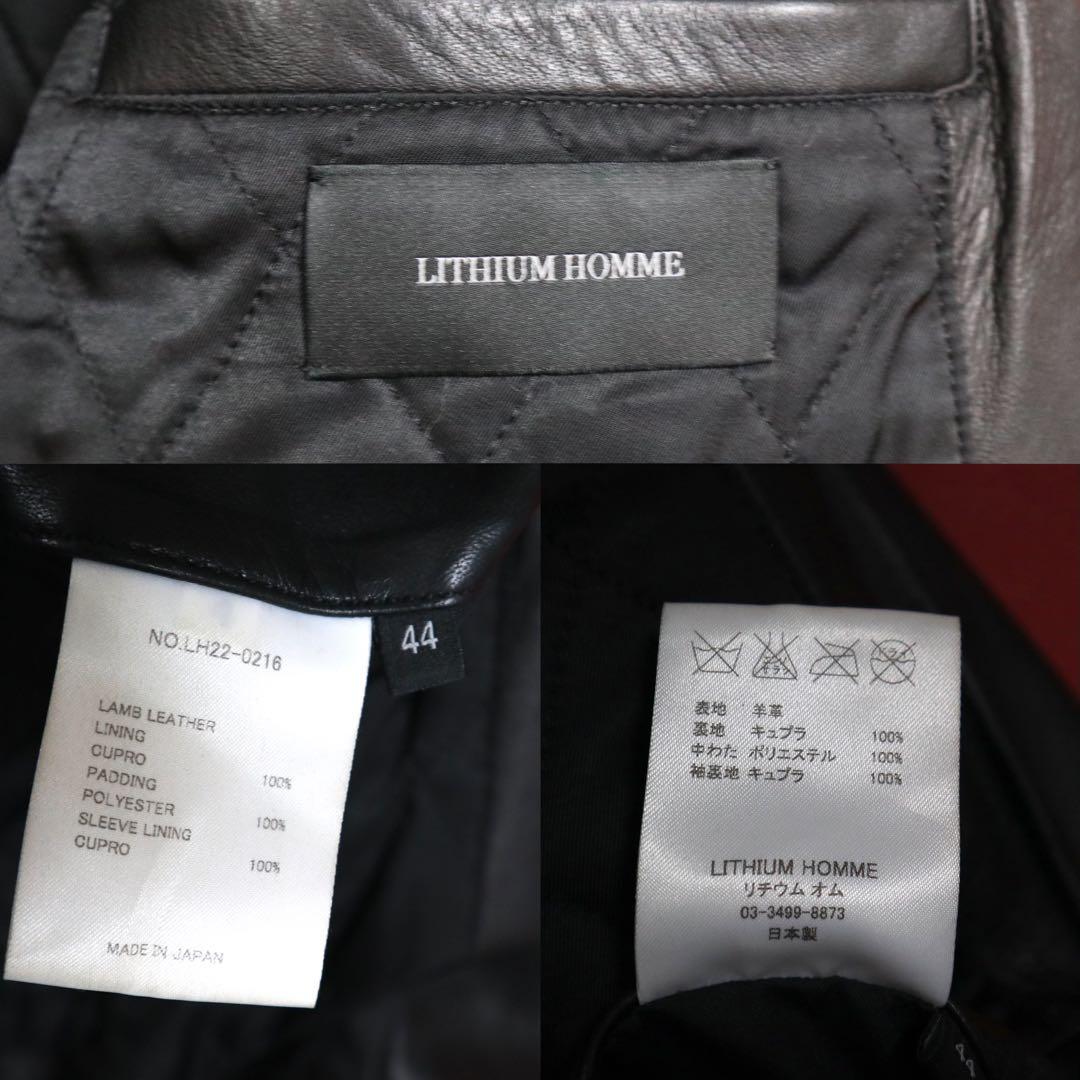 LITHIUM HOMME
NO.LH22-0216
44
LAMB LEATHER
LINING
CUPRO 100%
PADDING
POLYESTER 100%
SLEEVE LINING
CUPRO 100%
MADE IN JAPAN
表地 羊革
裏地 キュプラ 100%
中わた ポリエステル 100%
袖裏地 キュプラ 100%
LITHIUM HOMME
リチウム オム
03-3499-8873
日本製